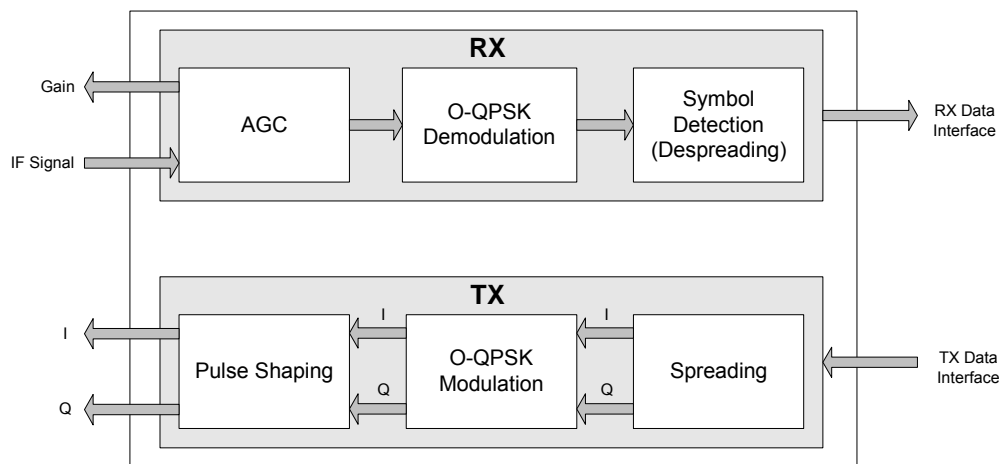 RX
Gain
IF Signal
AGC
O-QPSK
Demodulation
Symbol
Detection
(Despreading)
RX Data
Interface
TX
I
Q
Pulse Shaping
I
Q
O-QPSK
Modulation
I
Q
Spreading
TX Data
Interface